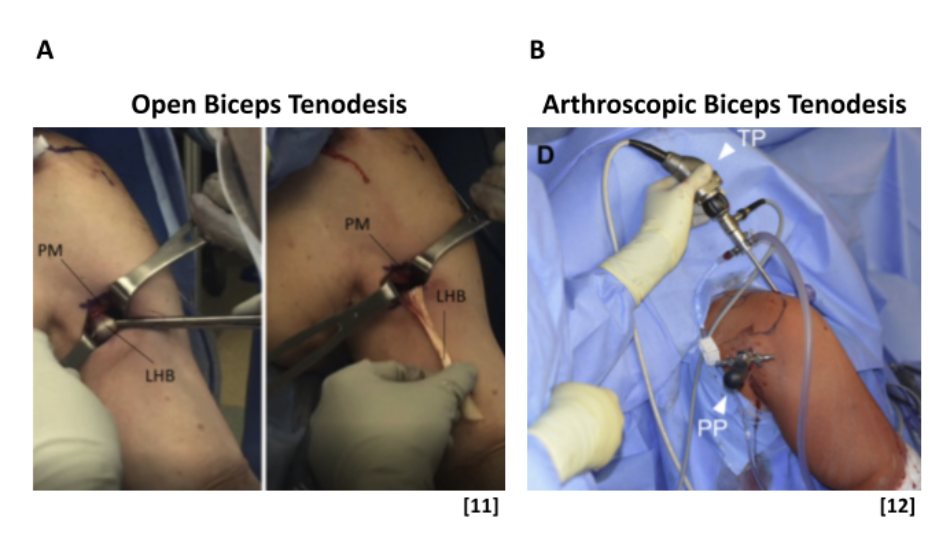 A
B
Open Biceps Tenodesis
Arthroscopic Biceps Tenodesis
PM
LHB
PM
LHB
D
TP
PP
[11]
[12]